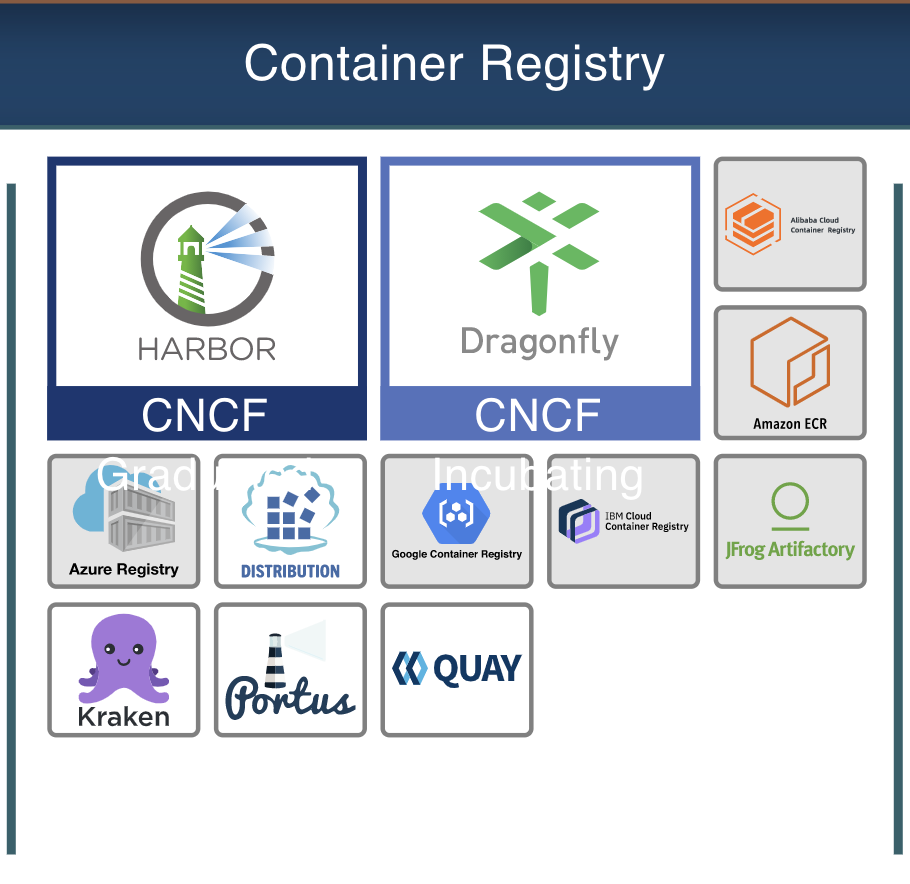 Container Registry
HARBOR
CNCF
Graduated
Dragonfly
CNCF
Incubating
Alibaba Cloud
Container Registry
Amazon ECR
Azure Registry
DISTRIBUTION
Google Container Registry
IBM Cloud
Container Registry
JFrog Artifactory
Kraken
Portus
QUAY